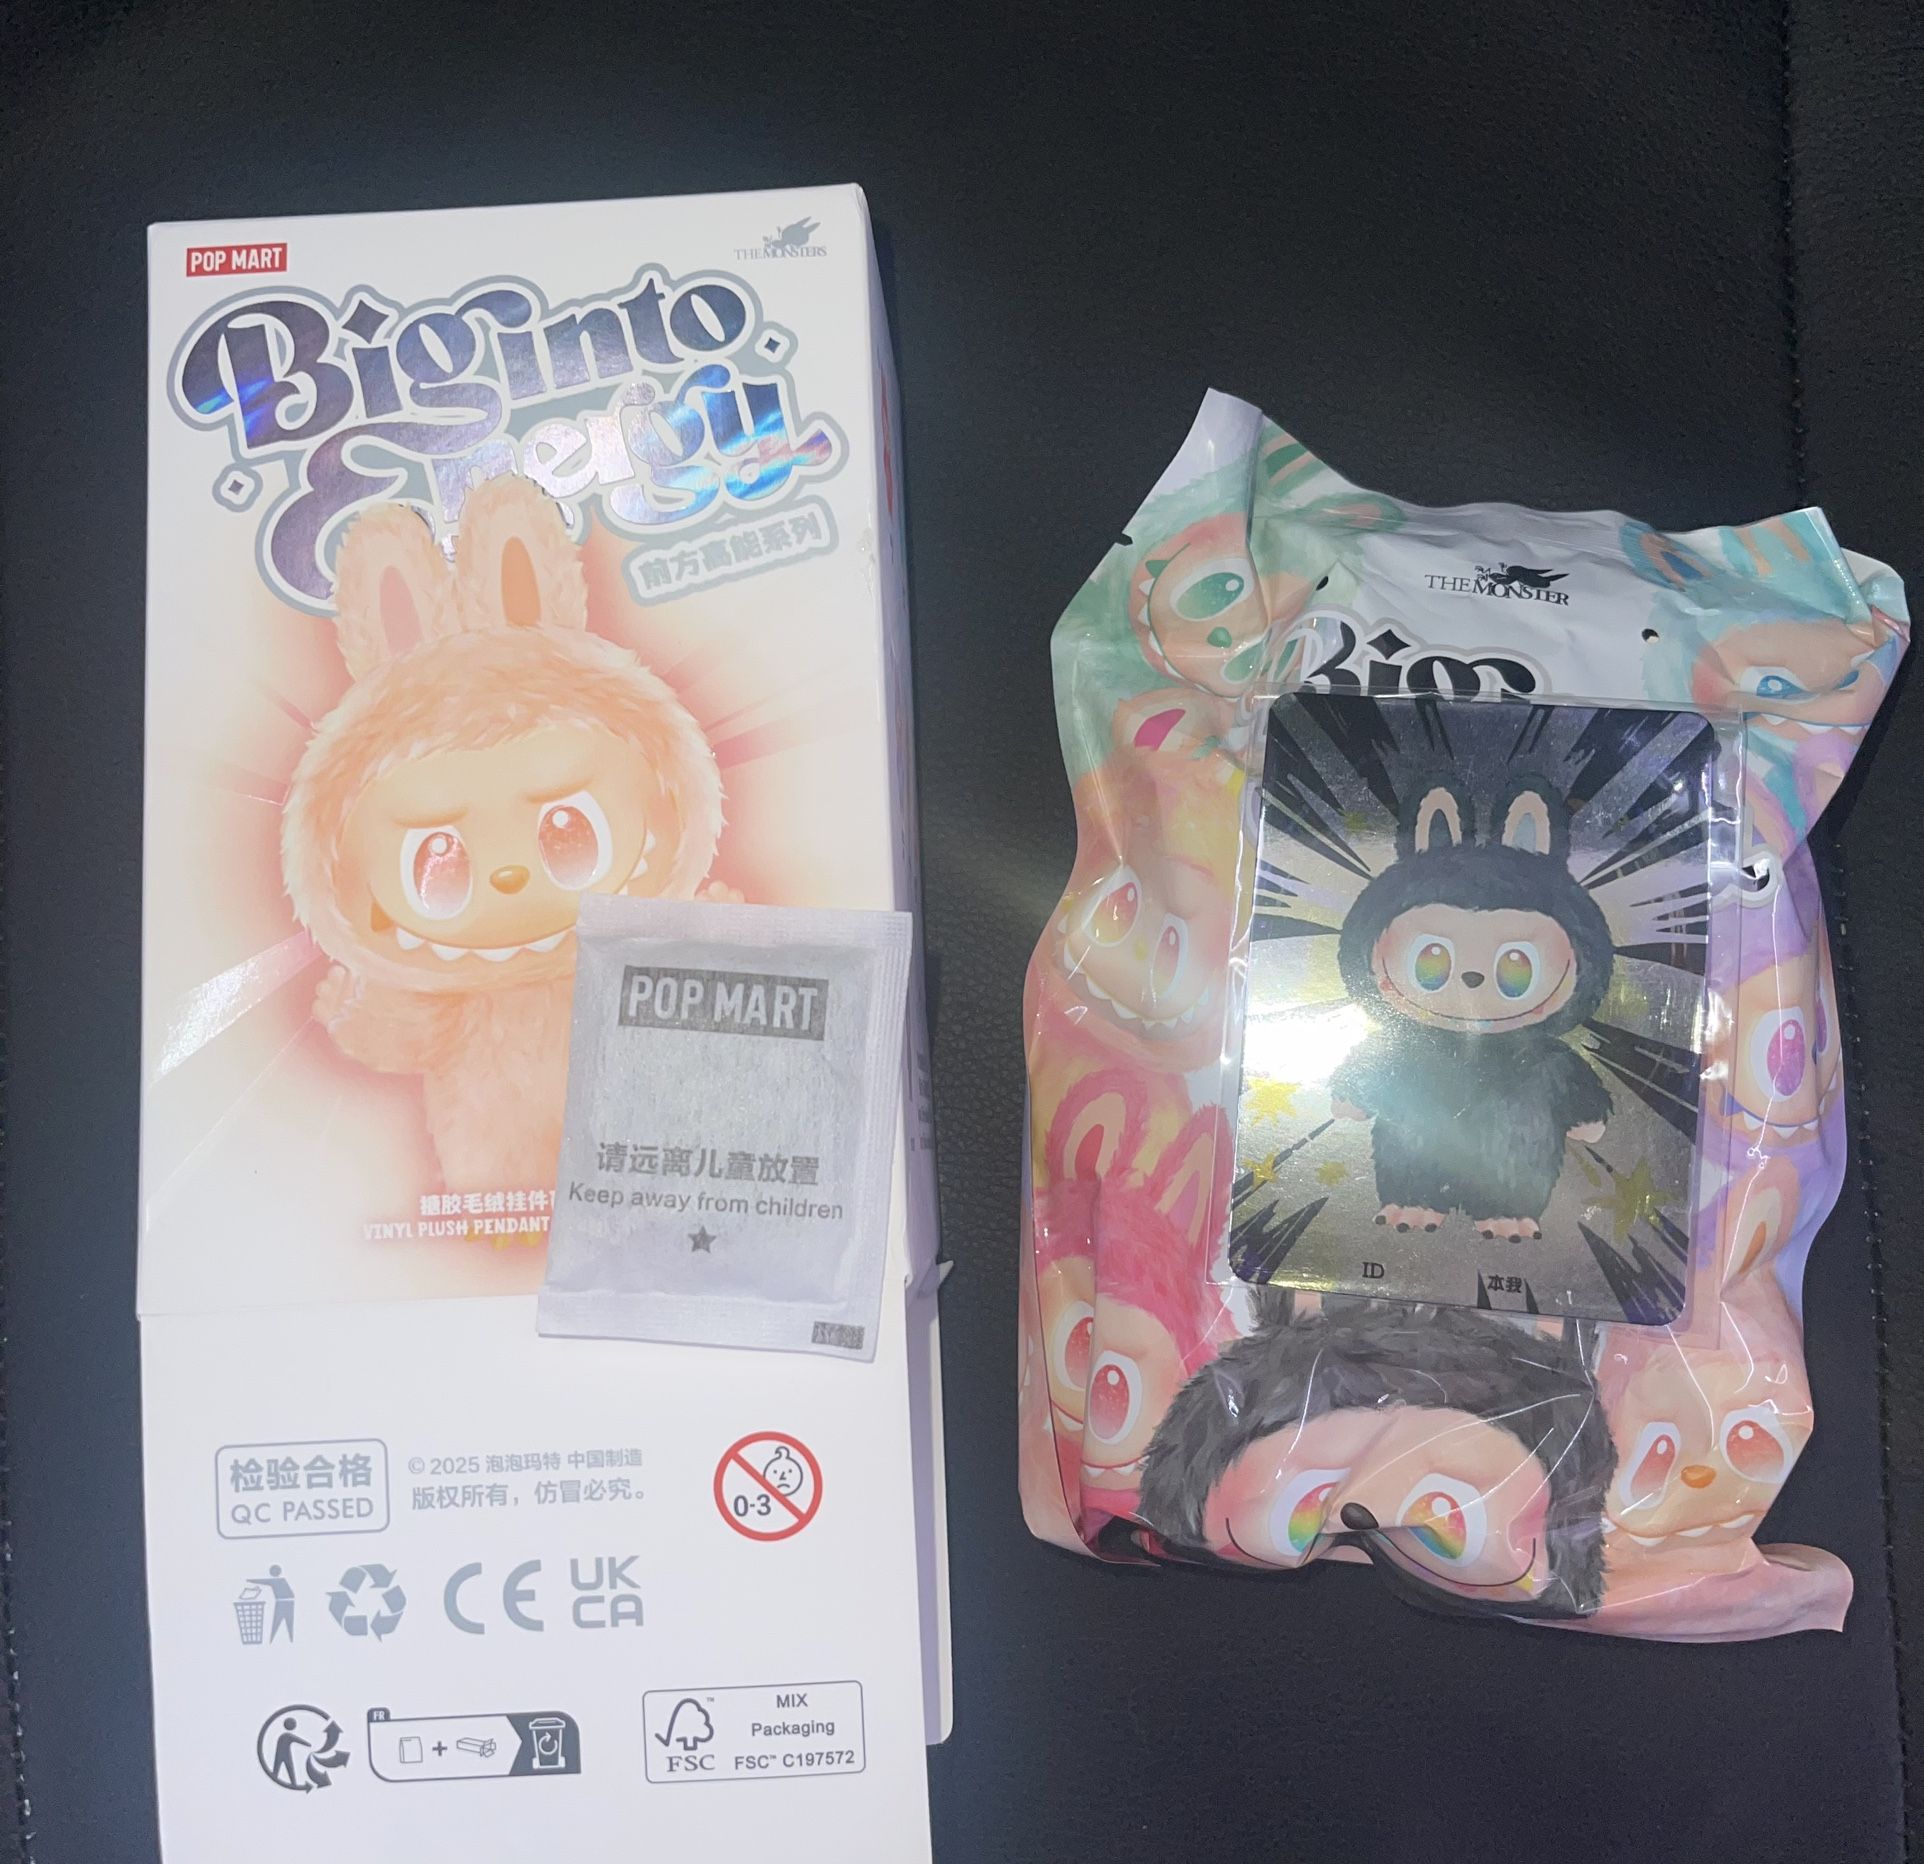 POP MART
THE MONSTERS
Big into
Energy
前方高能系列
搪胶毛绒挂件
VINYL PLUSH PENDANT
POP MART
请远离儿童放置
Keep away from children
检验合格
QC PASSED
© 2025 泡泡玛特 中国制造
版权所有，仿冒必究。
0-3
CE
UK
CA
FR
+
FSC
™
MIX
Packaging
FSC™ C197572
THE MONSTER
Big
ID
本我